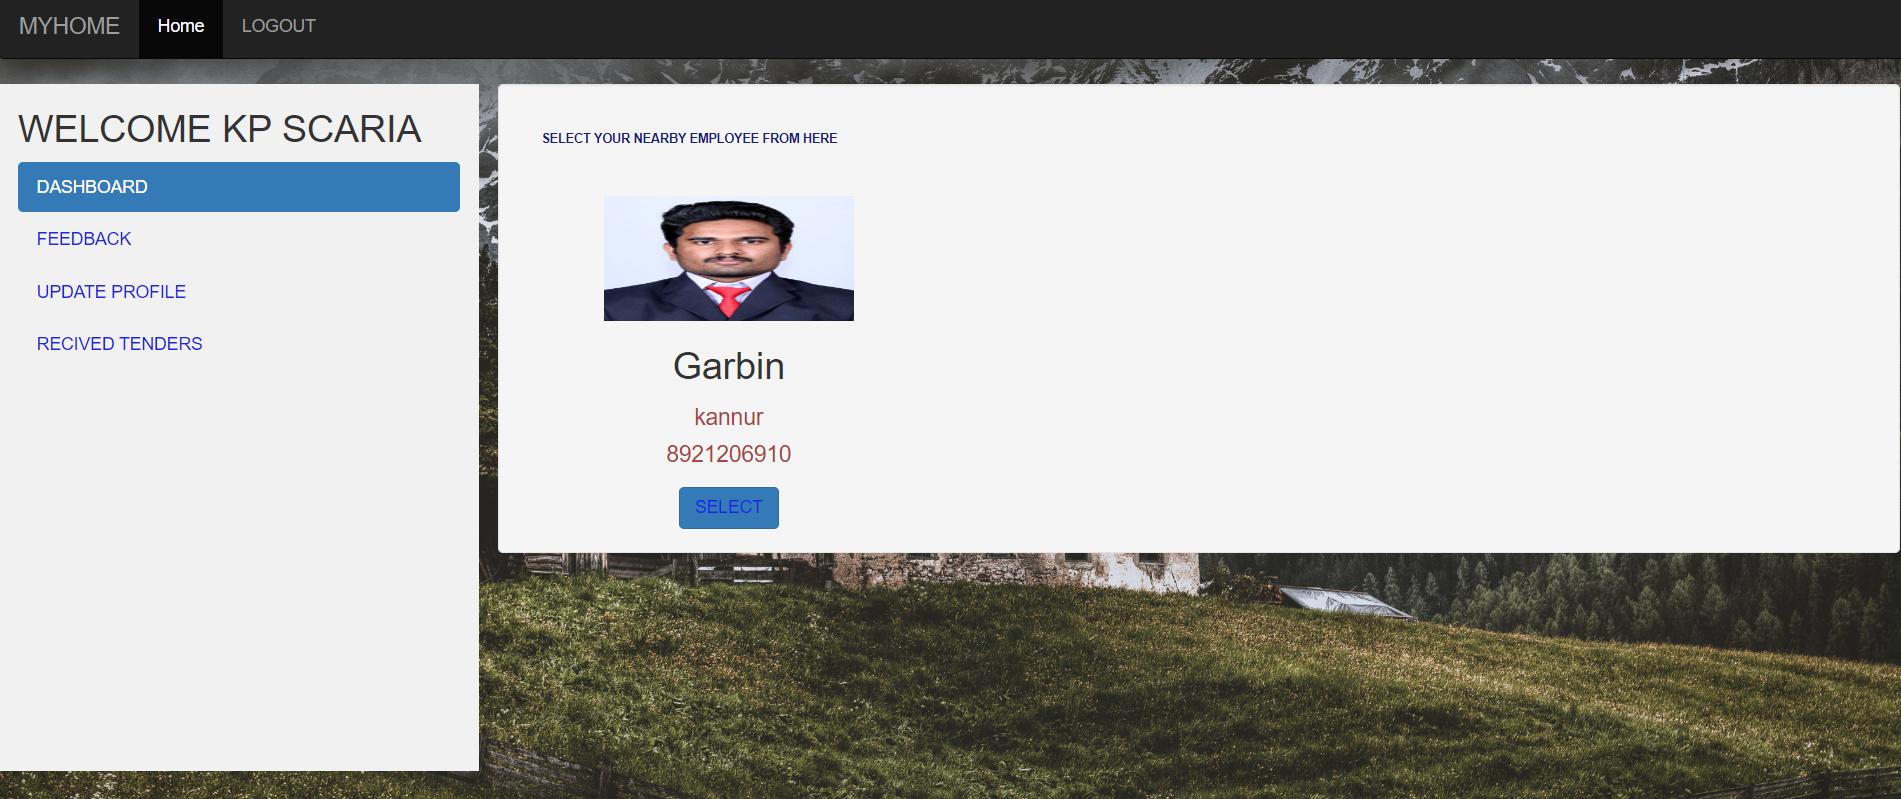 MYHOME Home LOGOUT
WELCOME KP SCARIA
DASHBOARD
FEEDBACK
UPDATE PROFILE
RECIVED TENDERS
SELECT YOUR NEARBY EMPLOYEE FROM HERE
Garbin
kannur
8921206910
SELECT